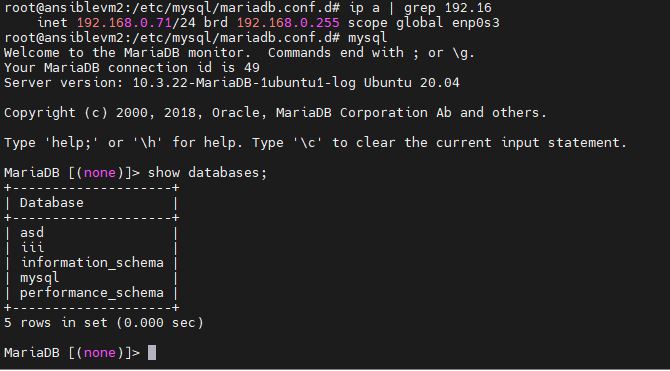 root@ansiblevm2:/etc/mysql/mariadb.conf.d# ip a | grep 192.16
    inet 192.168.0.71/24 brd 192.168.0.255 scope global enp0s3
root@ansiblevm2:/etc/mysql/mariadb.conf.d# mysql
Welcome to the MariaDB monitor.  Commands end with ; or \g.
Your MariaDB connection id is 49
Server version: 10.3.22-MariaDB-1ubuntu1-log Ubuntu 20.04

Copyright (c) 2000, 2018, Oracle, MariaDB Corporation Ab and others.

Type 'help;' or '\h' for help. Type '\c' to clear the current input statement.

MariaDB [(none)]> show databases;
+--------------------+
| Database           |
+--------------------+
| asd                |
| iii                |
| information_schema |
| mysql              |
| performance_schema |
+--------------------+
5 rows in set (0.000 sec)

MariaDB [(none)]>